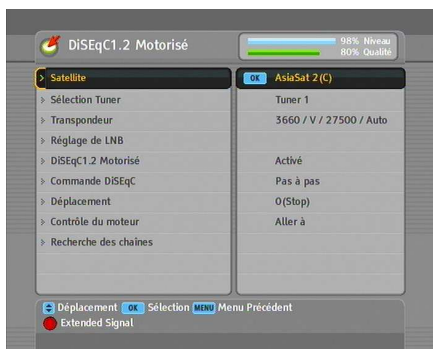 DiSEqC1.2 Motorisé
98% Niveau
80% Qualité
Satellite
OK AsiaSat 2(C)
Sélection Tuner
Tuner 1
Transpondeur
3660 / V / 27500 / Auto
Réglage de LNB
DiSEqC1.2 Motorisé
Activé
Commande DiSEqC
Pas à pas
Déplacement
0(Stop)
Contrôle du moteur
Aller à
Recherche des chaînes
Déplacement OK Sélection MENU Menu Précédent
Extended Signal